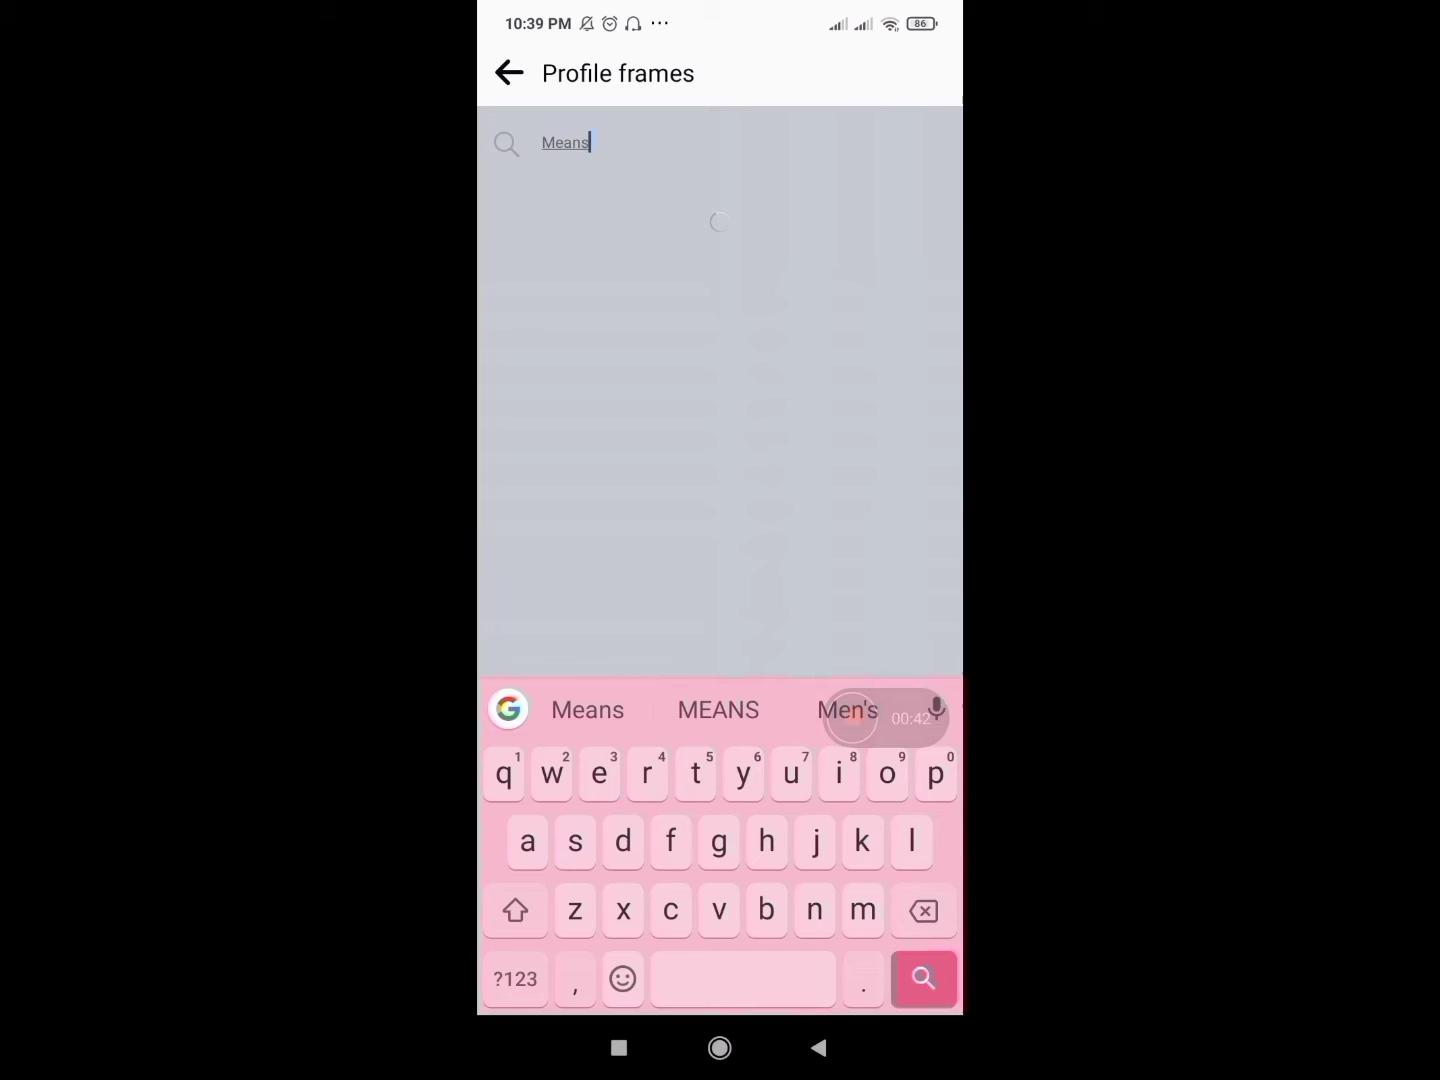 10:39 PM ... 86
Profile frames
Means
Means MEANS Men's 00:42
1 2 3 4 5 6 7 8 9 0
q w e r t y u i o p
a s d f g h j k l
z x c v b n m
?123 , .